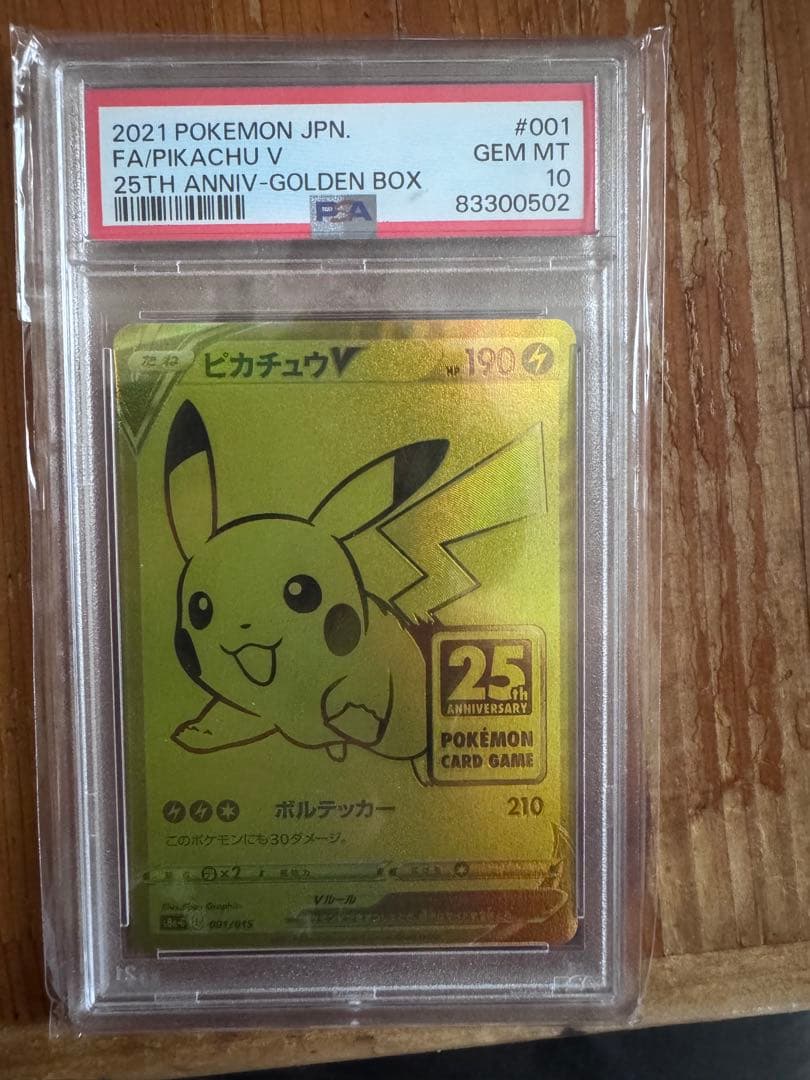 2021 POKEMON JPN. #001
FA/PIKACHU V GEM MT
25TH ANNIV-GOLDEN BOX 10
PSA 83300502
たね ピカチュウV HP 190
25th
ANNIVERSARY
POKÉMON
CARD GAME
ボルテッカー 210
このポケモンにも30ダメージ。
×2
Vルール
001/015